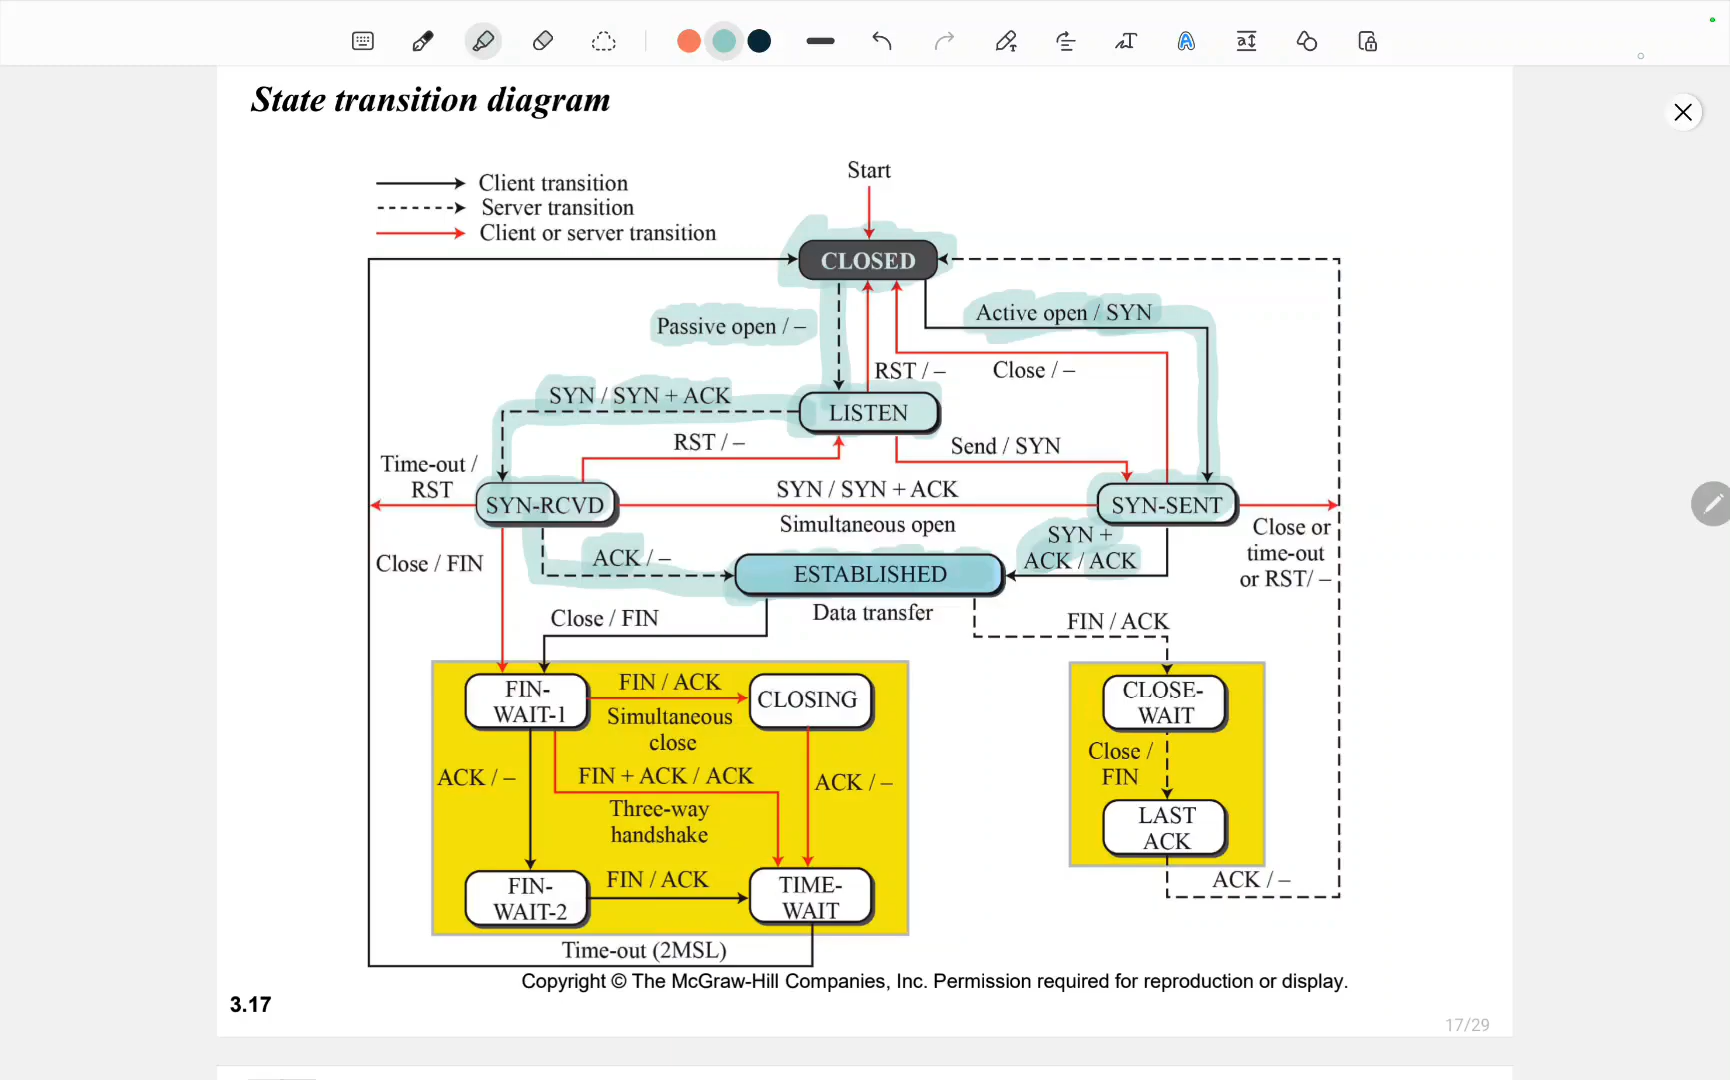 State transition diagram
Start
Client transition
Server transition
Client or server transition
CLOSED
Passive open / –
Active open / SYN
RST / –
Close / –
SYN / SYN + ACK
LISTEN
RST / –
Send / SYN
Time-out /
RST
SYN-RCVD
SYN / SYN + ACK
Simultaneous open
SYN-SENT
Close or
time-out
or RST/ –
Close / FIN
ACK / –
ESTABLISHED
SYN +
ACK / ACK
Data transfer
Close / FIN
FIN / ACK
FIN-
WAIT-1
FIN / ACK
Simultaneous
close
CLOSING
CLOSE-
WAIT
ACK / –
FIN + ACK / ACK
Three-way
handshake
ACK / –
Close /
FIN
LAST
ACK
FIN-
WAIT-2
FIN / ACK
TIME-
WAIT
ACK / –
Time-out (2MSL)
Copyright © The McGraw-Hill Companies, Inc. Permission required for reproduction or display.
3.17
17/29